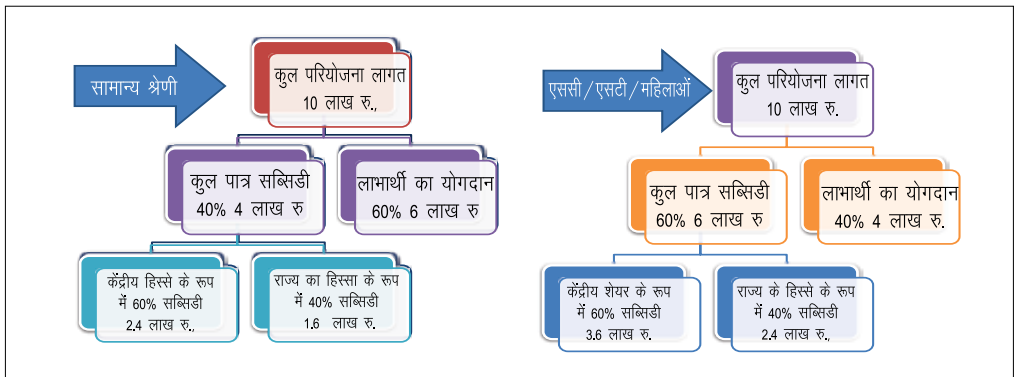 सामान्य श्रेणी
कुल परियोजना लागत
10 लाख रु.,
कुल पात्र सब्सिडी
40% 4 लाख रु
लाभार्थी का योगदान
60% 6 लाख रु
केंद्रीय हिस्से के रूप
में 60% सब्सिडी
2.4 लाख रु.,
राज्य का हिस्सा के रूप
में 40% सब्सिडी
1.6 लाख रु.
एससी/एसटी/महिलाओं
कुल परियोजना लागत
10 लाख रु.
कुल पात्र सब्सिडी
60% 6 लाख रु
लाभार्थी का योगदान
40% 4 लाख रु.
केंद्रीय शेयर के रूप
में 60% सब्सिडी
3.6 लाख रु.
राज्य के हिस्से के रूप
में 40% सब्सिडी
2.4 लाख रु.,